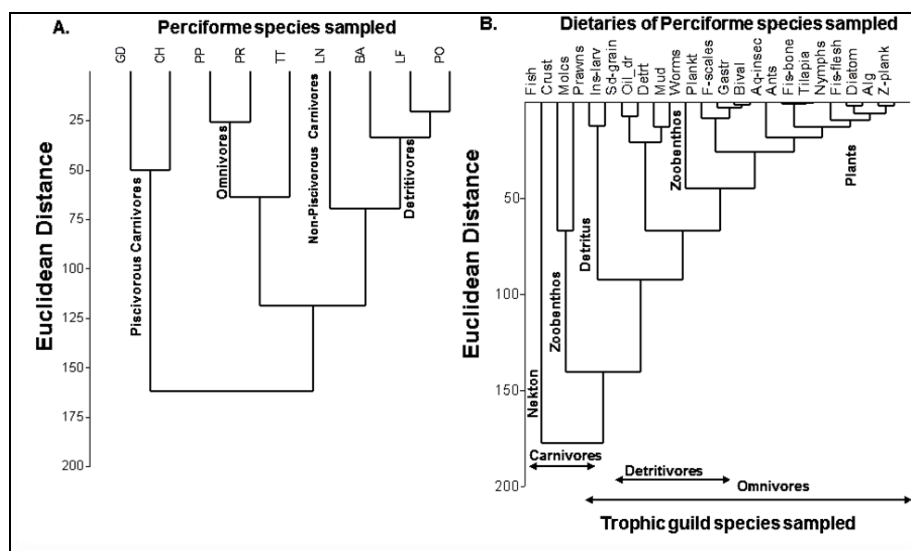 A.
Perciforme species sampled
GD
CH
PP
PR
TT
LN
BA
LF
PO
Euclidean Distance
25
50
75
100
125
150
175
200
Piscivorous Carnivores
Omnivores
Non-Piscivorous Carnivores
Detritivores
B.
Dietaries of Perciforme species sampled
Fish
Crust
Molcs
Prawns
Ins-larv
Sd-grain
Oil_dr
Detrt
Mud
Worms
Plankt
F-scales
Gastr
Bival
Aq-insec
Ants
Fis-bone
Tilapia
Nymphs
Fis-flesh
Diatom
Alg
Z-plank
Euclidean Distance
50
100
150
200
Nekton
Zoobenthos
Detritus
Zoobenthos
Plants
Carnivores
Detritivores
Omnivores
Trophic guild species sampled